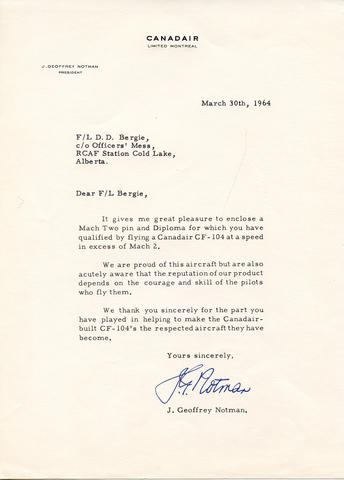 CANADAIR
LIMITED MONTREAL
J. GEOFFREY NOTMAN
PRESIDENT
March 30th, 1964
F/L D. D. Bergie,
c/o Officers' Mess,
RCAF Station Cold Lake,
Alberta.
Dear F/L Bergie,
It gives me great pleasure to enclose a
Mach Two pin and Diploma for which you have
qualified by flying a Canadair CF-104 at a speed
in excess of Mach 2.
We are proud of this aircraft but are also
acutely aware that the reputation of our product
depends on the courage and skill of the pilots
who fly them.
We thank you sincerely for the part you
have played in helping to make the Canadair-
built CF-104's the respected aircraft they have
become.
Yours sincerely,
J. G. Notman
J. Geoffrey Notman.